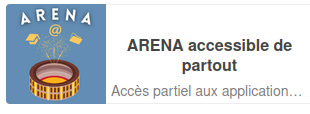 ARENA
@
ARENA accessible de
partout
Accès partiel aux application…